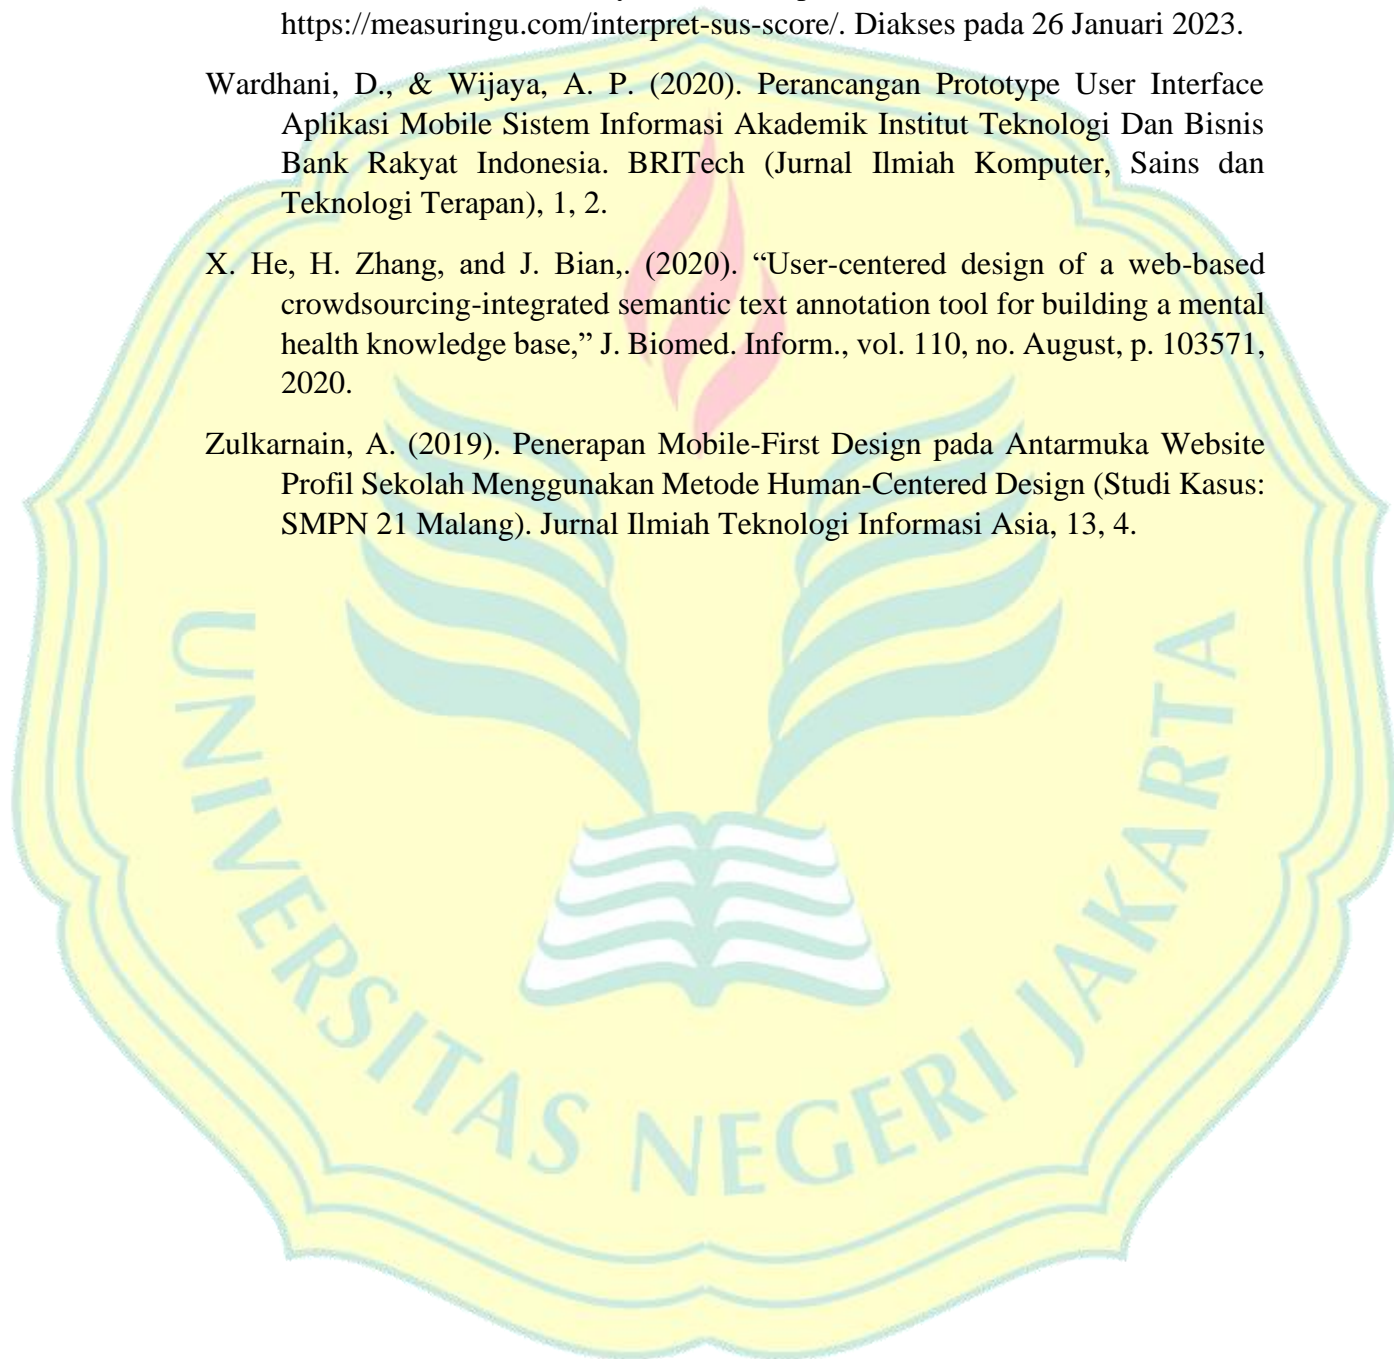 https://measuringu.com/interpret-sus-score/. Diakses pada 26 Januari 2023.
Wardhani, D., & Wijaya, A. P. (2020). Perancangan Prototype User Interface
Aplikasi Mobile Sistem Informasi Akademik Institut Teknologi Dan Bisnis
Bank Rakyat Indonesia. BRITech (Jurnal Ilmiah Komputer, Sains dan
Teknologi Terapan), 1, 2.
X. He, H. Zhang, and J. Bian,. (2020). “User-centered design of a web-based
crowdsourcing-integrated semantic text annotation tool for building a mental
health knowledge base,” J. Biomed. Inform., vol. 110, no. August, p. 103571,
2020.
Zulkarnain, A. (2019). Penerapan Mobile-First Design pada Antarmuka Website
Profil Sekolah Menggunakan Metode Human-Centered Design (Studi Kasus:
SMPN 21 Malang). Jurnal Ilmiah Teknologi Informasi Asia, 13, 4.
UNIVERSITAS NEGERI JAKARTA